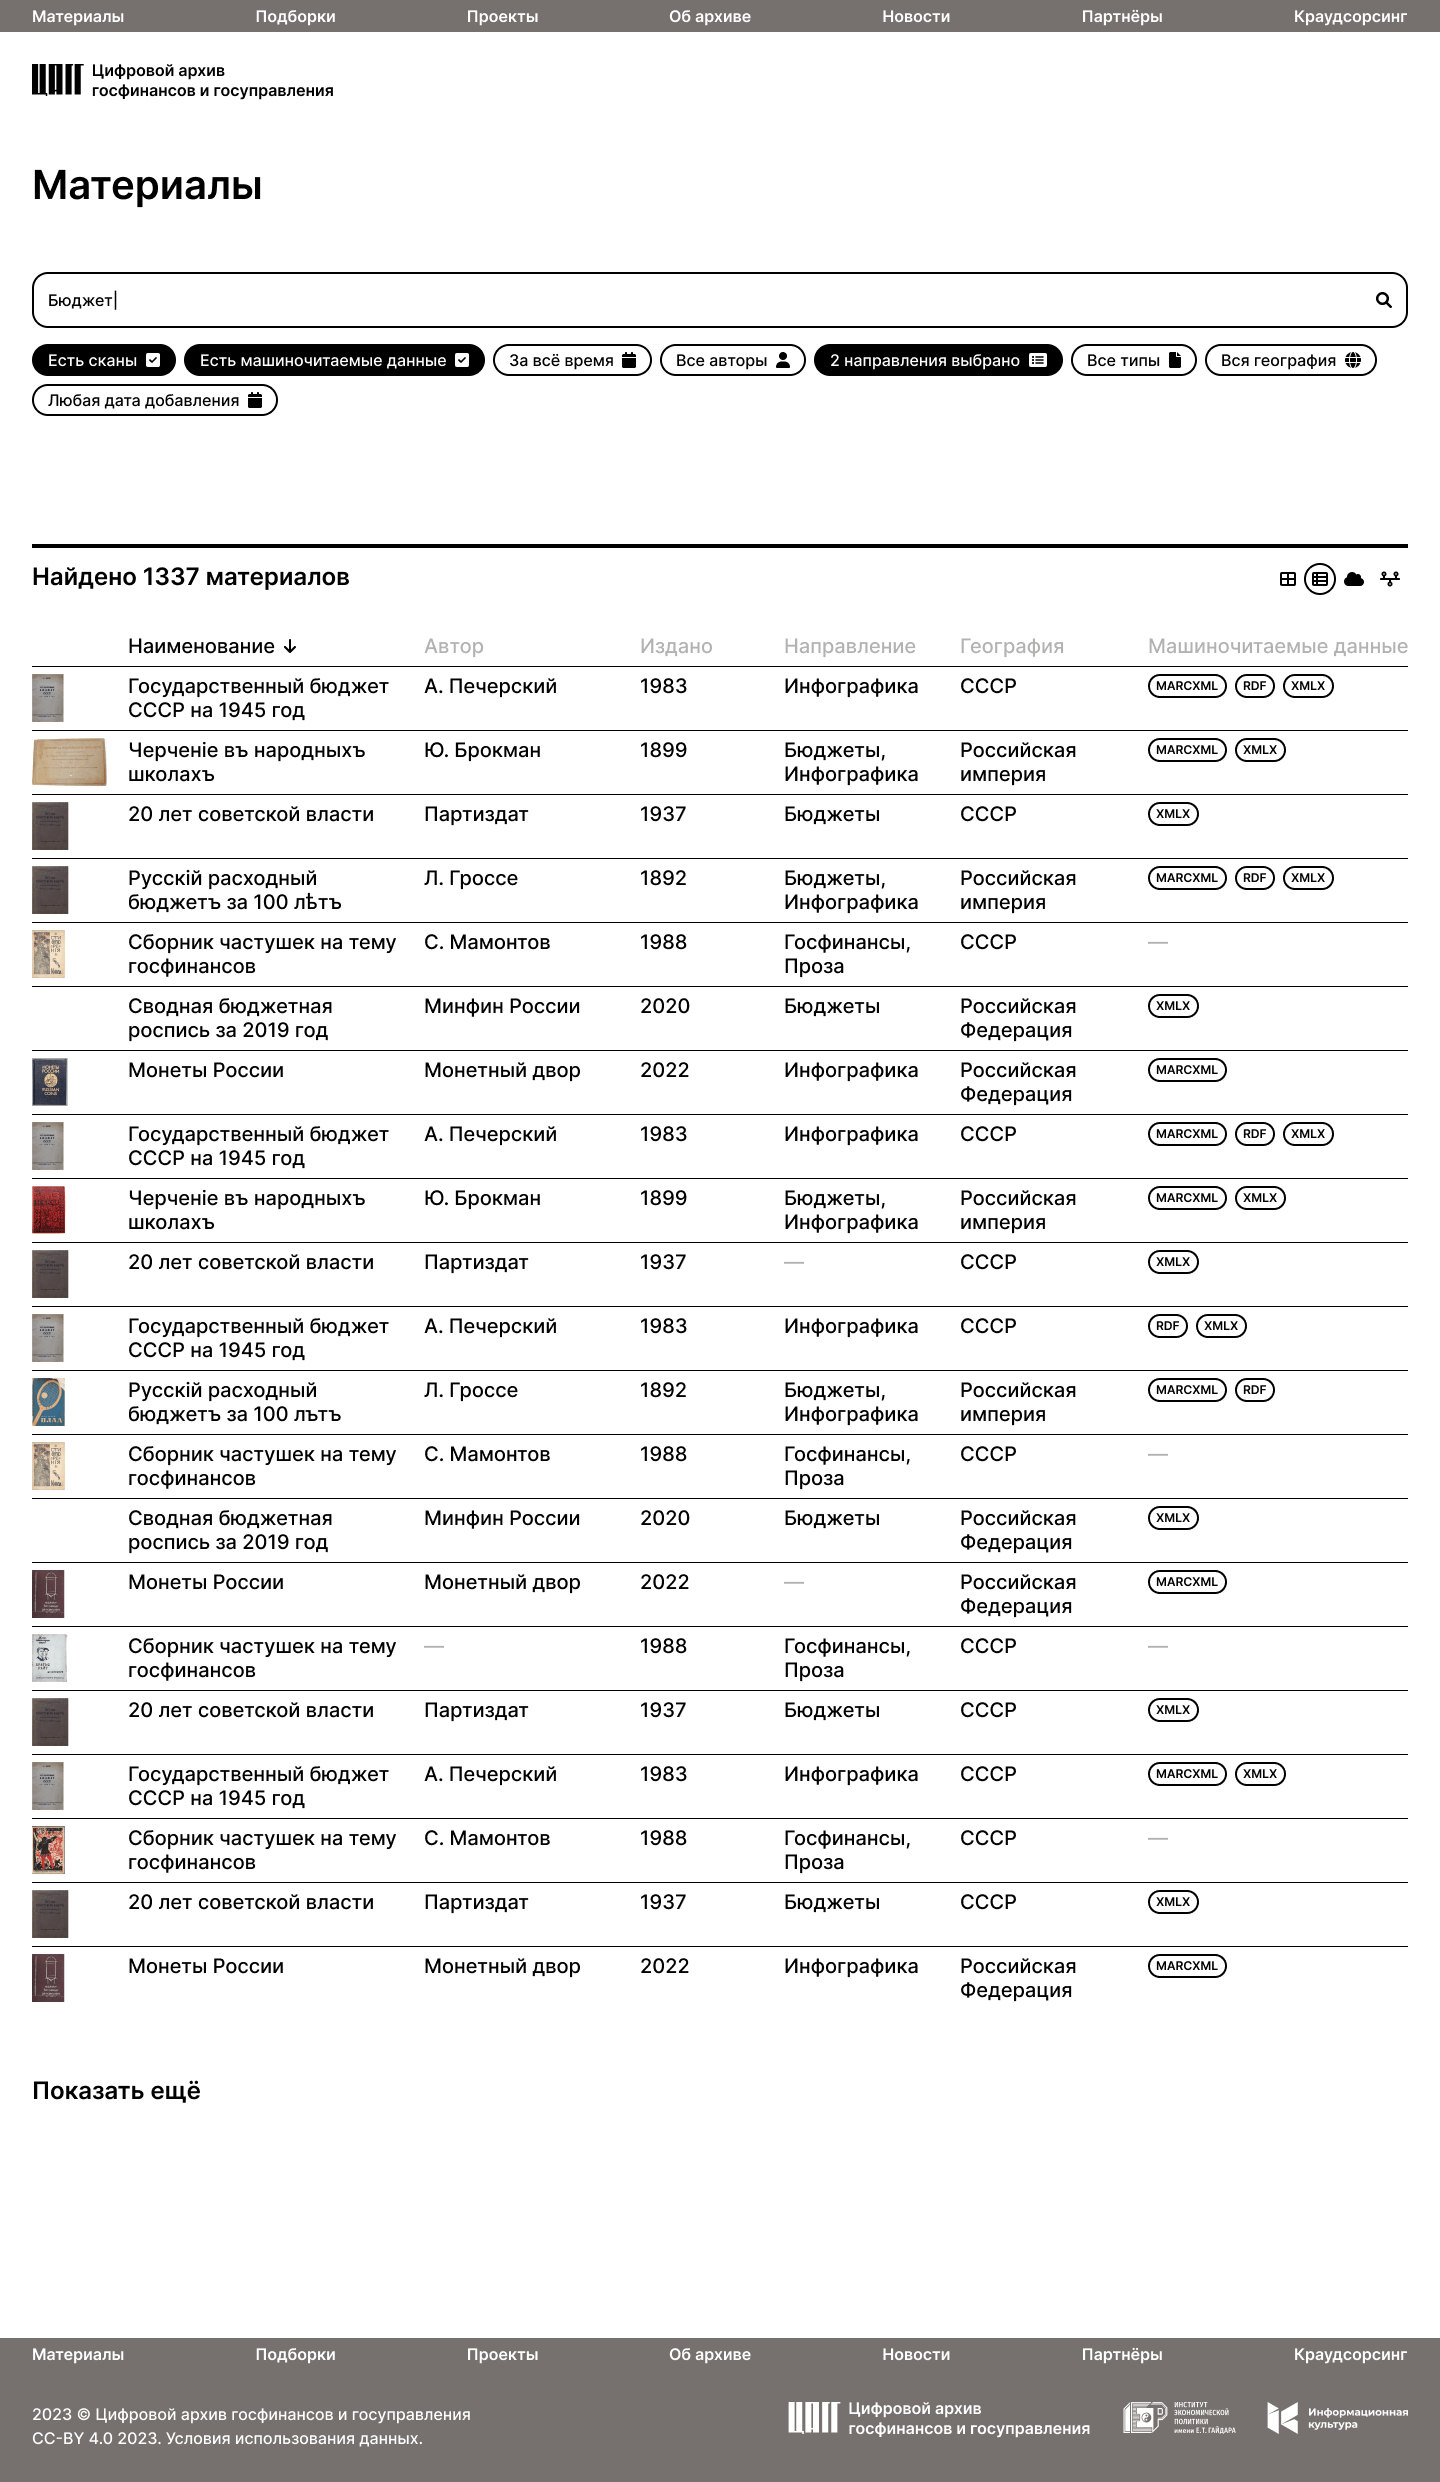 Материалы Подборки Проекты Об архиве Новости Партнёры Краудсорсинг
Цифровой архив
госфинансов и госуправления
Материалы
Бюджет
Есть сканы Есть машиночитаемые данные За всё время Все авторы 2 направления выбрано Все типы Вся география
Любая дата добавления
Найдено 1337 материалов
Наименование ↓ Автор Издано Направление География Машиночитаемые данные
Государственный бюджет А. Печерский 1983 Инфографика СССР MARCXML RDF XMLX
СССР на 1945 год
Черченіе въ народныхъ Ю. Брокман 1899 Бюджеты, Российская MARCXML XMLX
школахъ Инфографика империя
20 лет советской власти Партиздат 1937 Бюджеты СССР XMLX
Русскій расходный Л. Гроссе 1892 Бюджеты, Российская MARCXML RDF XMLX
бюджетъ за 100 лѣтъ Инфографика империя
Сборник частушек на тему С. Мамонтов 1988 Госфинансы, СССР —
госфинансов Проза
Сводная бюджетная Минфин России 2020 Бюджеты Российская XMLX
роспись за 2019 год Федерация
Монеты России Монетный двор 2022 Инфографика Российская MARCXML
Федерация
Государственный бюджет А. Печерский 1983 Инфографика СССР MARCXML RDF XMLX
СССР на 1945 год
Черченіе въ народныхъ Ю. Брокман 1899 Бюджеты, Российская MARCXML XMLX
школахъ Инфографика империя
20 лет советской власти Партиздат 1937 — СССР XMLX
Государственный бюджет А. Печерский 1983 Инфографика СССР RDF XMLX
СССР на 1945 год
Русскій расходный Л. Гроссе 1892 Бюджеты, Российская MARCXML RDF
бюджетъ за 100 лътъ Инфографика империя
Сборник частушек на тему С. Мамонтов 1988 Госфинансы, СССР —
госфинансов Проза
Сводная бюджетная Минфин России 2020 Бюджеты Российская XMLX
роспись за 2019 год Федерация
Монеты России Монетный двор 2022 — Российская MARCXML
Федерация
Сборник частушек на тему — 1988 Госфинансы, СССР —
госфинансов Проза
20 лет советской власти Партиздат 1937 Бюджеты СССР XMLX
Государственный бюджет А. Печерский 1983 Инфографика СССР MARCXML XMLX
СССР на 1945 год
Сборник частушек на тему С. Мамонтов 1988 Госфинансы, СССР —
госфинансов Проза
20 лет советской власти Партиздат 1937 Бюджеты СССР XMLX
Монеты России Монетный двор 2022 Инфографика Российская MARCXML
Федерация
Показать ещё
Материалы Подборки Проекты Об архиве Новости Партнёры Краудсорсинг
2023 © Цифровой архив госфинансов и госуправления
CC-BY 4.0 2023. Условия использования данных.
Цифровой архив
госфинансов и госуправления
ИНСТИТУТ
ЭКОНОМИЧЕСКОЙ
ПОЛИТИКИ
имени Е.Т. ГАЙДАРА
Информационная
культура